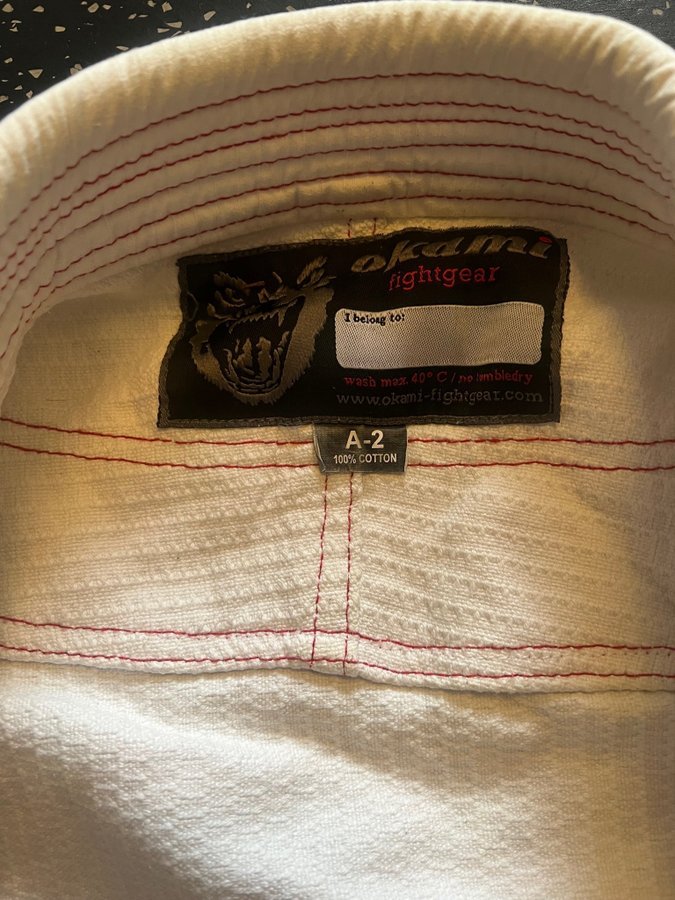 okami
fightgear
I belong to:
wash max. 40° C / no tumbledry
www.okami-fightgear.com
A-2
100% COTTON